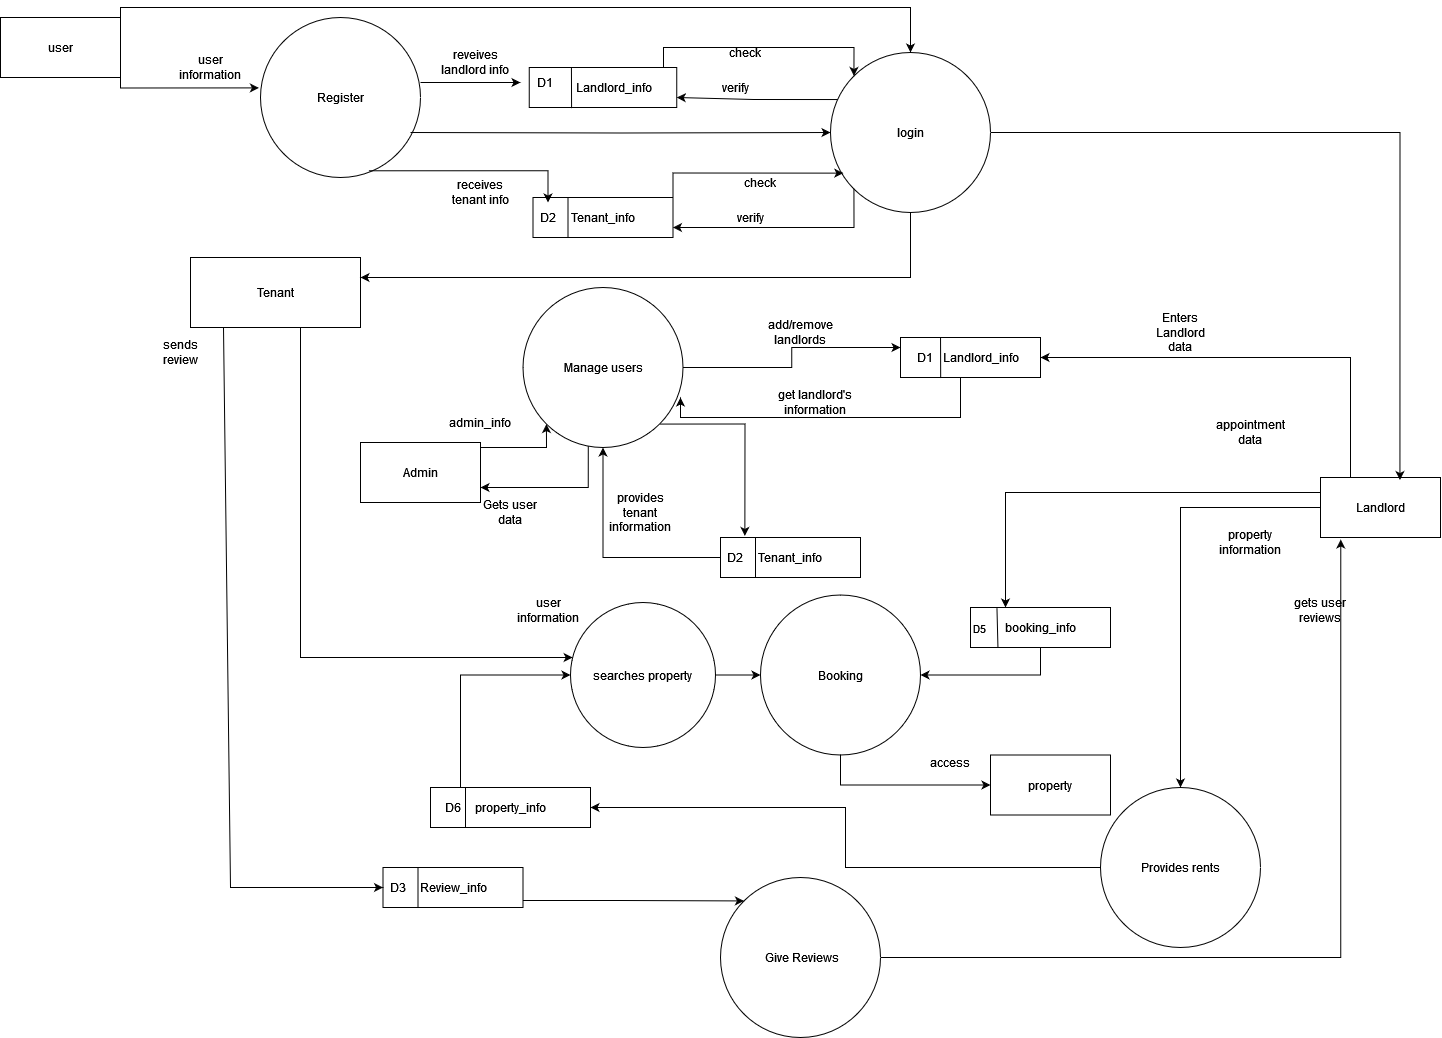 user
user
information
Register
reveives
landlord info
D1
Landlord_info
check
verify
login
receives
tenant info
D2
Tenant_info
check
verify
Tenant
sends
review
Manage users
add/remove
landlords
D1
Landlord_info
Enters
Landlord
data
get landlord's
information
admin_info
Admin
Gets user
data
provides
tenant
information
D2
Tenant_info
appointment
data
Landlord
property
information
gets user
reviews
user
information
searches property
Booking
D5
booking_info
access
property
D6
property_info
Provides rents
D3
Review_info
Give Reviews